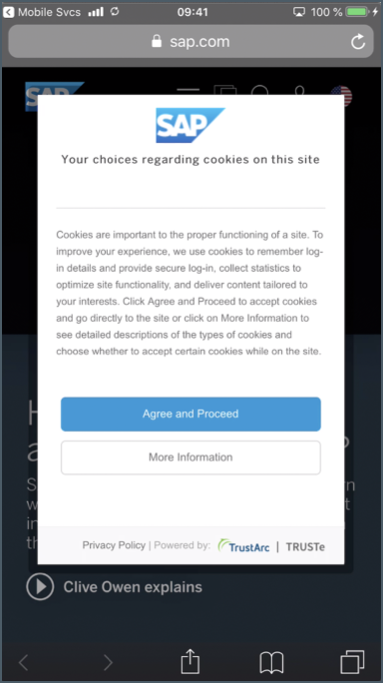 Mobile Svcs 09:41 100 %
sap.com
SAP
SAP
Your choices regarding cookies on this site
Cookies are important to the proper functioning of a site. To
improve your experience, we use cookies to remember log-
in details and provide secure log-in, collect statistics to
optimize site functionality, and deliver content tailored to
your interests. Click Agree and Proceed to accept cookies
and go directly to the site or click on More Information to
see detailed descriptions of the types of cookies and
choose whether to accept certain cookies while on the site.
Agree and Proceed
More Information
Privacy Policy | Powered by: TrustArc | TRUSTe
Clive Owen explains